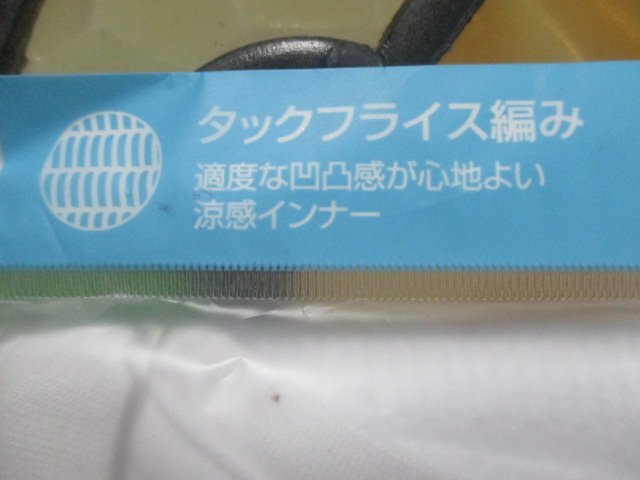 タックフライス編み
適度な凹凸感が心地よい
涼感インナー